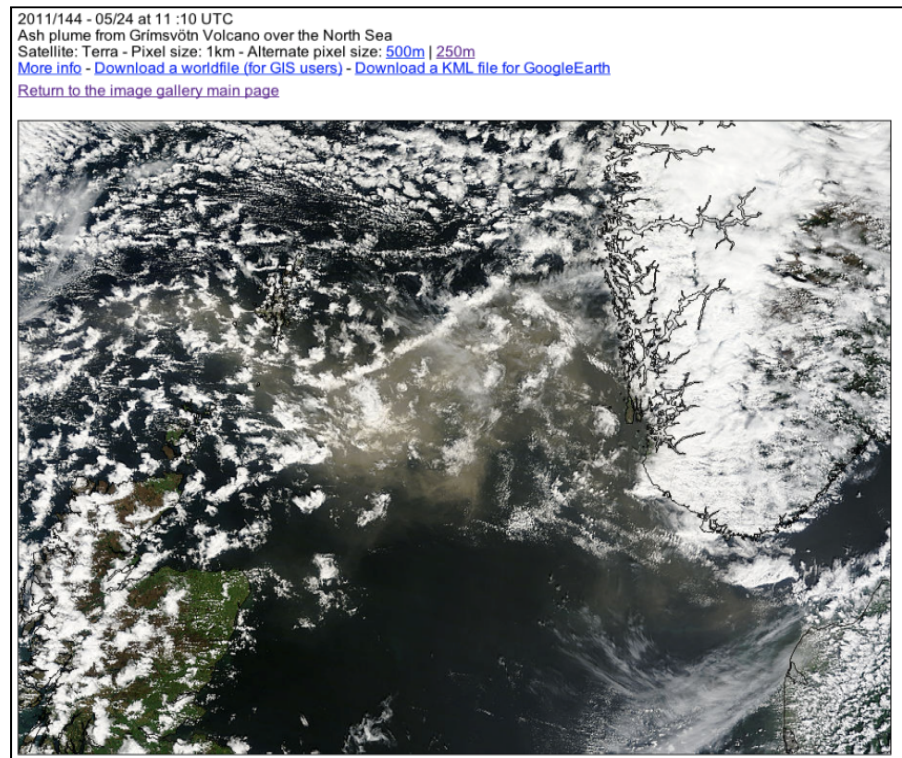 2011/144 - 05/24 at 11 :10 UTC
Ash plume from Grímsvötn Volcano over the North Sea
Satellite: Terra - Pixel size: 1km - Alternate pixel size: 500m | 250m
More info - Download a worldfile (for GIS users) - Download a KML file for GoogleEarth
Return to the image gallery main page